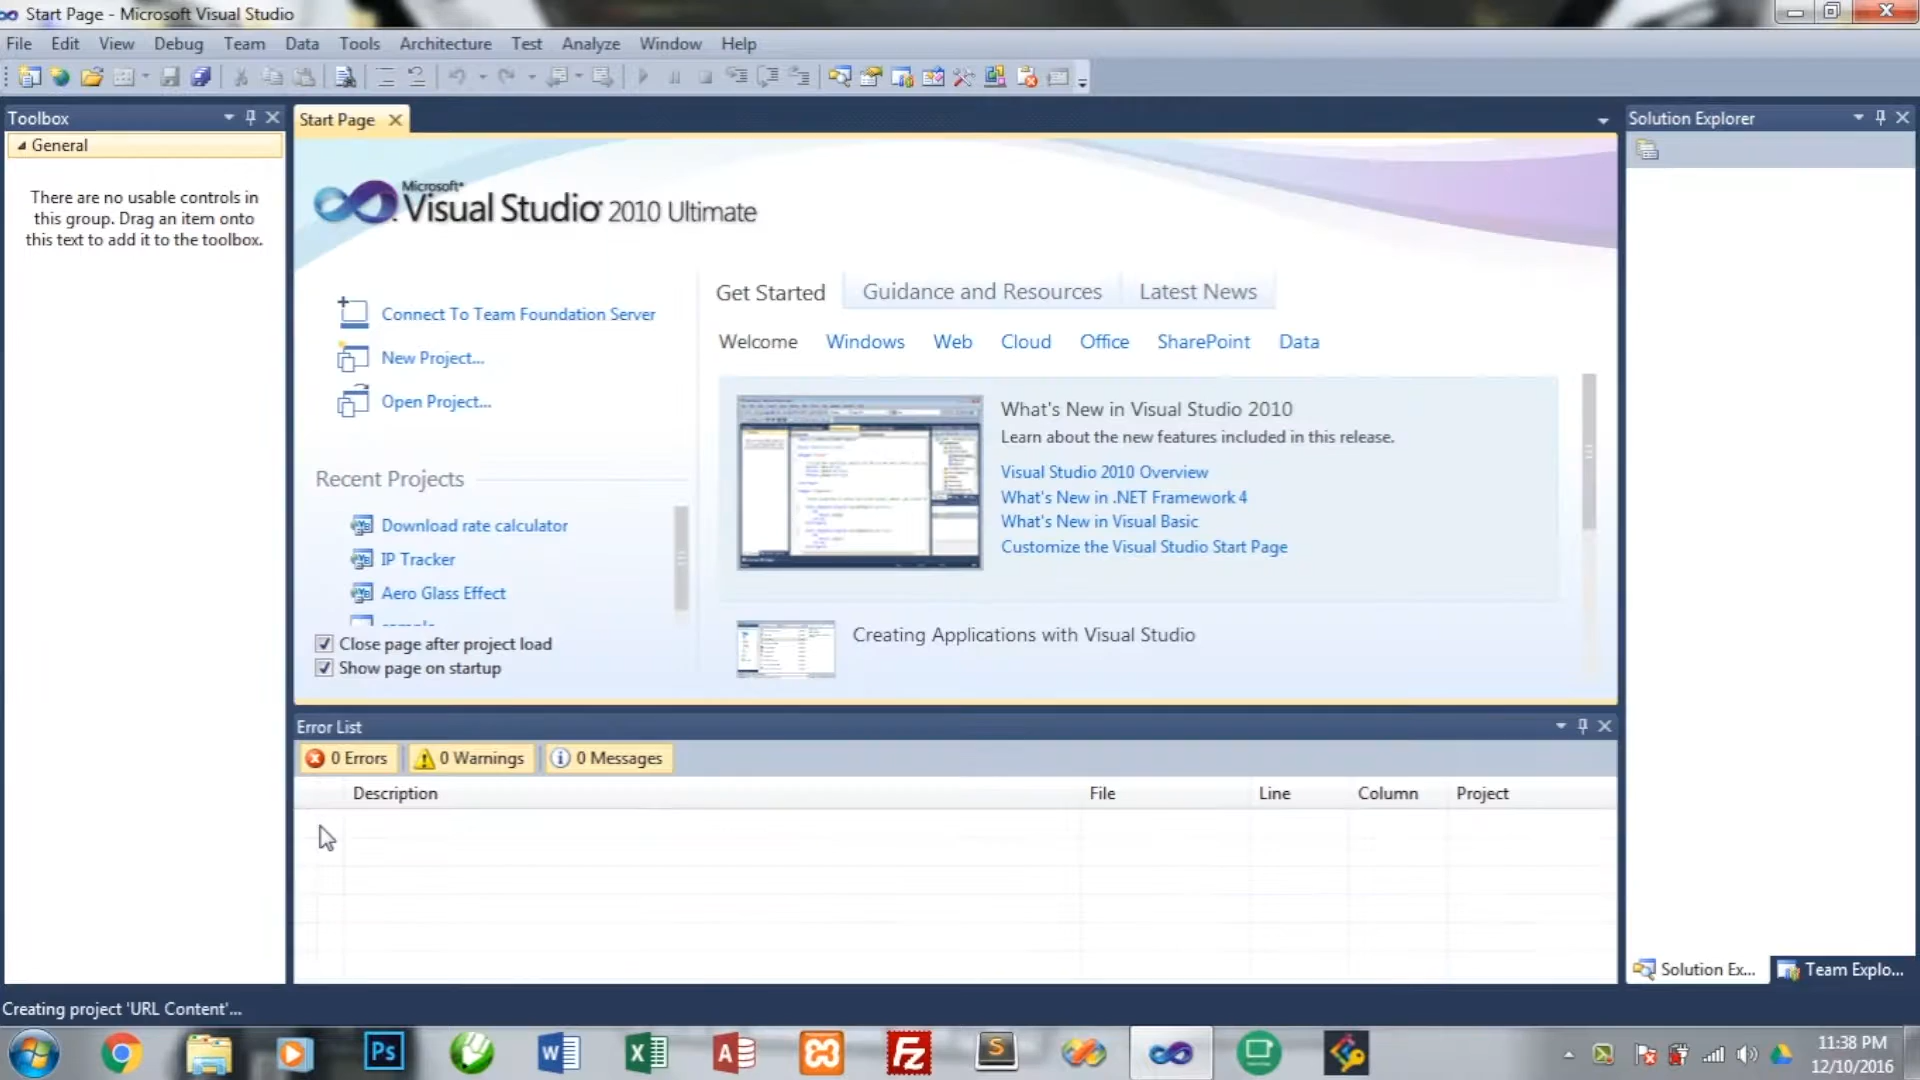 Start Page - Microsoft Visual Studio
File Edit View Debug Team Data Tools Architecture Test Analyze Window Help
Toolbox
General
There are no usable controls in
this group. Drag an item onto
this text to add it to the toolbox.
Start Page
Microsoft®
Visual Studio® 2010 Ultimate
Connect To Team Foundation Server
New Project...
Open Project...
Recent Projects
Download rate calculator
IP Tracker
Aero Glass Effect
Close page after project load
Show page on startup
Get Started Guidance and Resources Latest News
Welcome Windows Web Cloud Office SharePoint Data
What's New in Visual Studio 2010
Learn about the new features included in this release.
Visual Studio 2010 Overview
What's New in .NET Framework 4
What's New in Visual Basic
Customize the Visual Studio Start Page
Creating Applications with Visual Studio
Solution Explorer
Error List
0 Errors 0 Warnings 0 Messages
Description File Line Column Project
Solution Ex... Team Explo...
Creating project 'URL Content'...
Ps
W
X
A
FZ
S
11:38 PM
12/10/2016